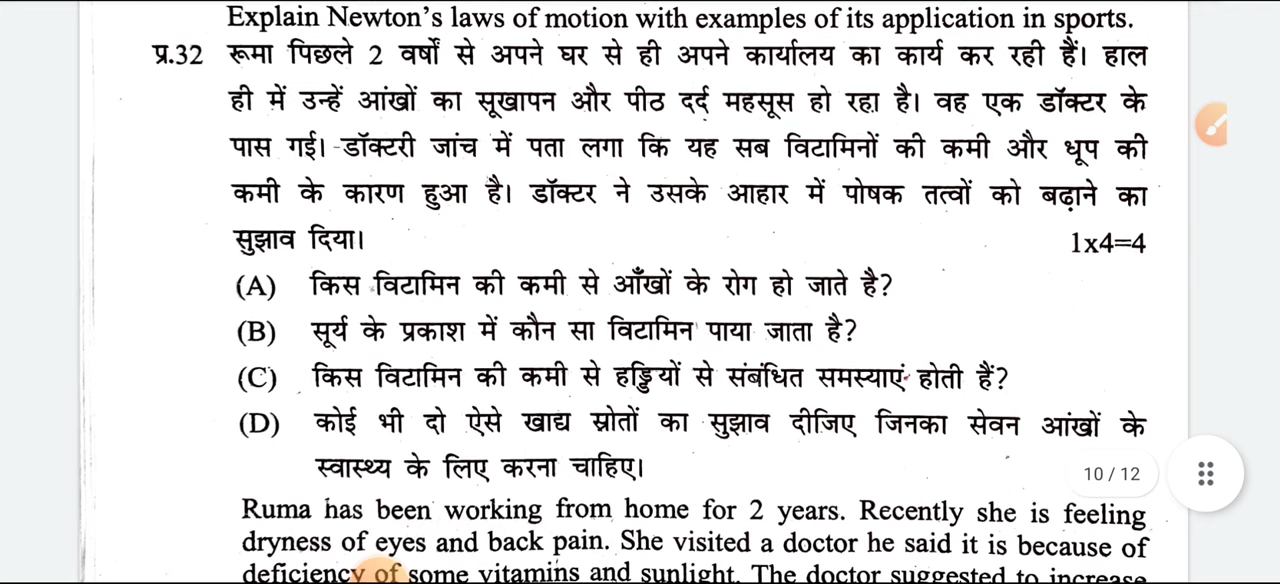 Explain Newton's laws of motion with examples of its application in sports.
प्र.32 रूमा पिछले 2 वर्षों से अपने घर से ही अपने कार्यालय का कार्य कर रही हैं। हाल
ही में उन्हें आंखों का सूखापन और पीठ दर्द महसूस हो रहा है। वह एक डॉक्टर के
पास गई। डॉक्टरी जांच में पता लगा कि यह सब विटामिनों की कमी और धूप की
कमी के कारण हुआ है। डॉक्टर ने उसके आहार में पोषक तत्वों को बढ़ाने का
सुझाव दिया। 1x4=4
(A) किस विटामिन की कमी से आँखों के रोग हो जाते है?
(B) सूर्य के प्रकाश में कौन सा विटामिन पाया जाता है?
(C) किस विटामिन की कमी से हड्डियों से संबंधित समस्याएं होती हैं?
(D) कोई भी दो ऐसे खाद्य स्रोतों का सुझाव दीजिए जिनका सेवन आंखों के
स्वास्थ्य के लिए करना चाहिए।
10 / 12
Ruma has been working from home for 2 years. Recently she is feeling
dryness of eyes and back pain. She visited a doctor he said it is because of
deficiency of some vitamins and sunlight. The doctor suggested to increase